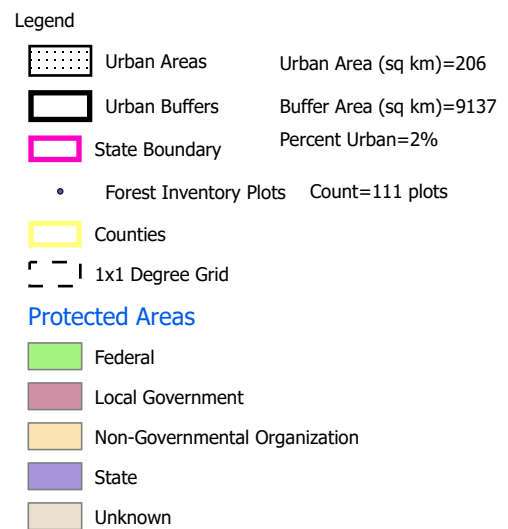 Legend
Urban Areas Urban Area (sq km)=206
Urban Buffers Buffer Area (sq km)=9137
State Boundary Percent Urban=2%
Forest Inventory Plots Count=111 plots
Counties
1x1 Degree Grid
Protected Areas
Federal
Local Government
Non-Governmental Organization
State
Unknown